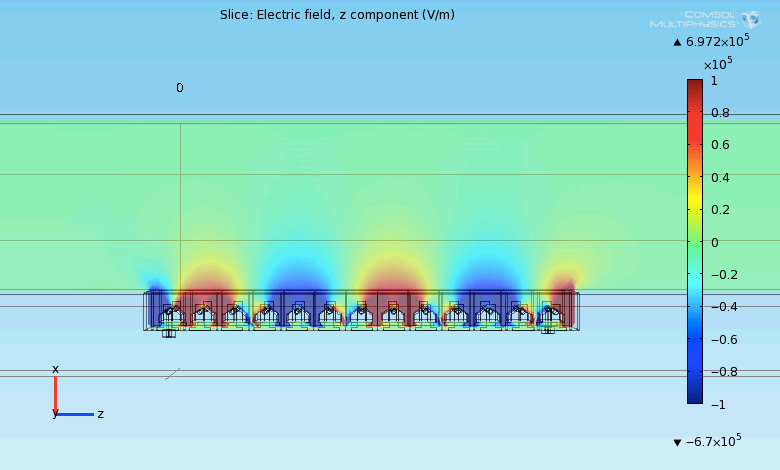 Slice: Electric field, z component (V/m)
COMSOL
MULTIPHYSICS
▲ 6.972×10⁵
×10⁵
0
1
0.8
0.6
0.4
0.2
0
−0.2
−0.4
−0.6
−0.8
−1
x
y
z
▼ −6.7×10⁵